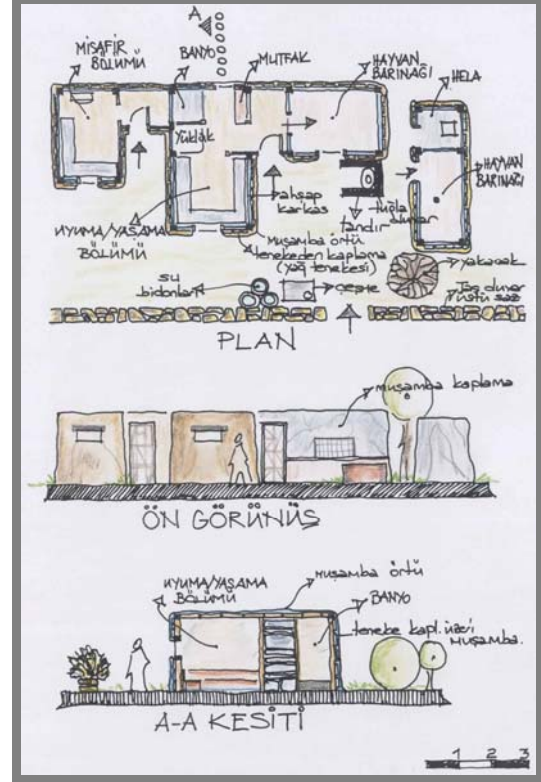 A
MİSAFİR
BÖLÜMÜ
BANYO
MUTFAK
HAYVAN
BARINAĞI
HELA
Yüklük
HAYVAN
BARINAĞI
ahşap
karkas
tuğla
duvar
tandır
UYUMA/YAŞAMA
BÖLÜMÜ
muşamba örtü
tenekeden kaplama
(yağ tenekesi)
yakacak
su
bidonları
çeşme
Taş duvar
üstü saz
PLAN
muşamba kaplama
ÖN GÖRÜNÜŞ
UYUMA/YAŞAMA
BÖLÜMÜ
muşamba örtü
BANYO
teneke kapl. üzeri
muşamba.
A-A KESİTİ
1 2 3